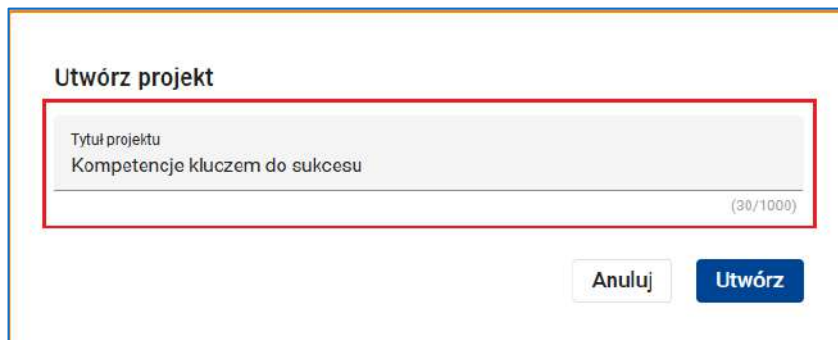 Utwórz projekt
Tytuł projektu
Kompetencje kluczem do sukcesu
(30/1000)
Anuluj
Utwórz